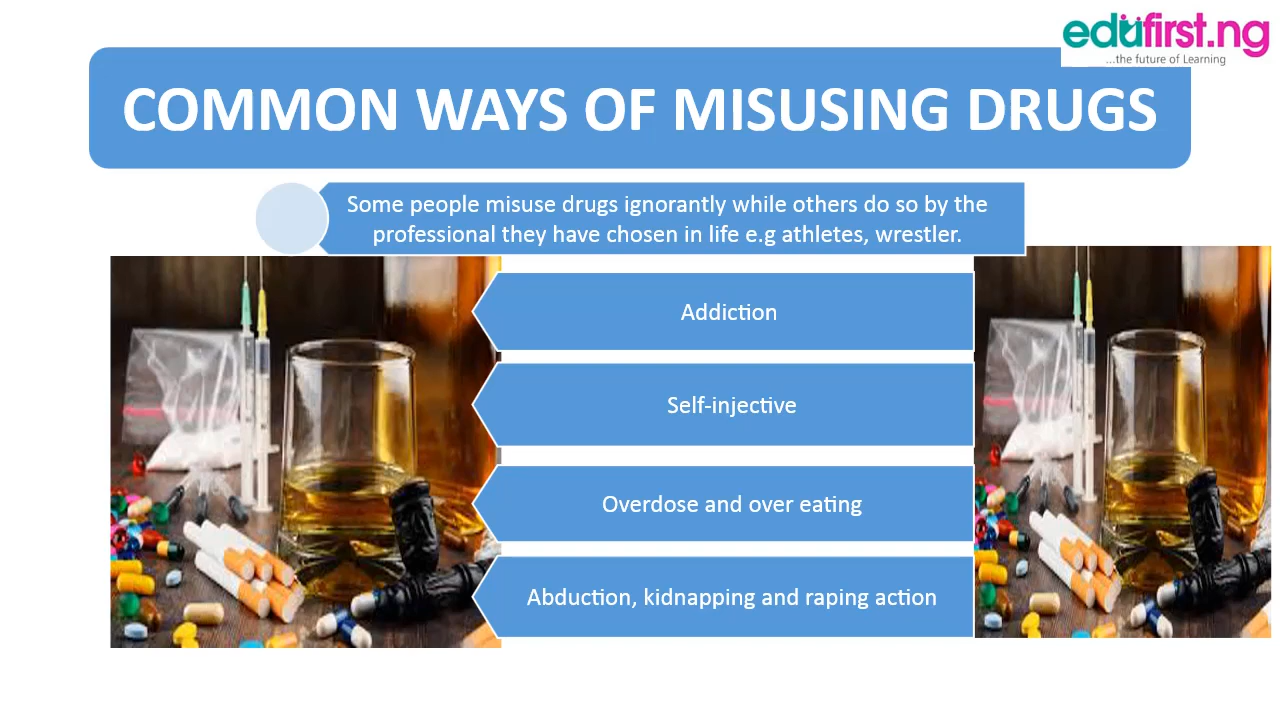 edufirst.ng
...the future of Learning
COMMON WAYS OF MISUSING DRUGS
Some people misuse drugs ignorantly while others do so by the
professional they have chosen in life e.g athletes, wrestler.
Addiction
Self-injective
Overdose and over eating
Abduction, kidnapping and raping action